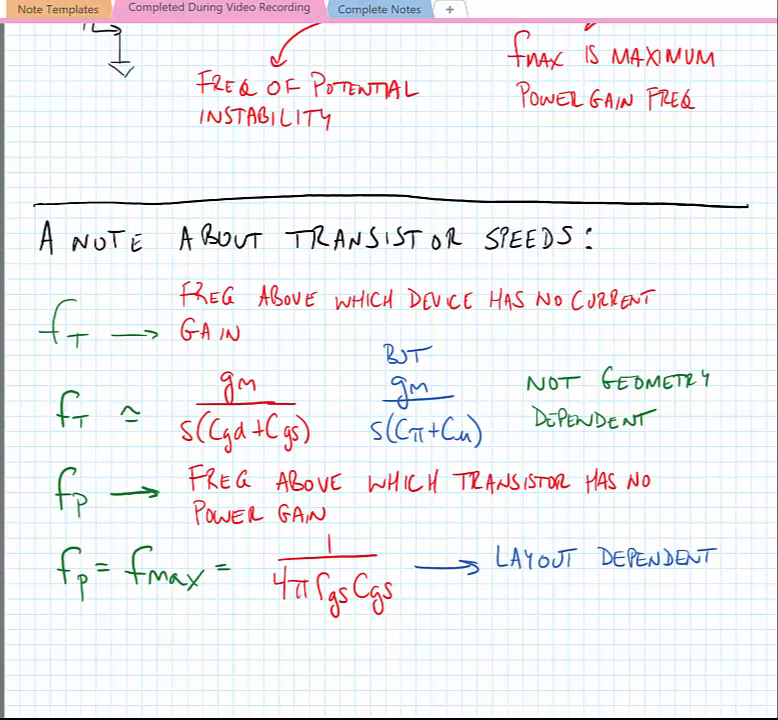 Note Templates
Completed During Video Recording
Complete Notes
+
FREQ OF POTENTIAL
INSTABILITY
fMAX IS MAXIMUM
POWER GAIN FREQ
A NOTE ABOUT TRANSISTOR SPEEDS:
fT → FREQ ABOVE WHICH DEVICE HAS NO CURRENT
GAIN
BJT
fT ≃ gm / S(Cgd+Cgs) gm / S(Cπ+Cu) NOT GEOMETRY
DEPENDENT
fp → FREQ ABOVE WHICH TRANSISTOR HAS NO
POWER GAIN
fp = fmax = 1 / 4πrgsCgs → LAYOUT DEPENDENT